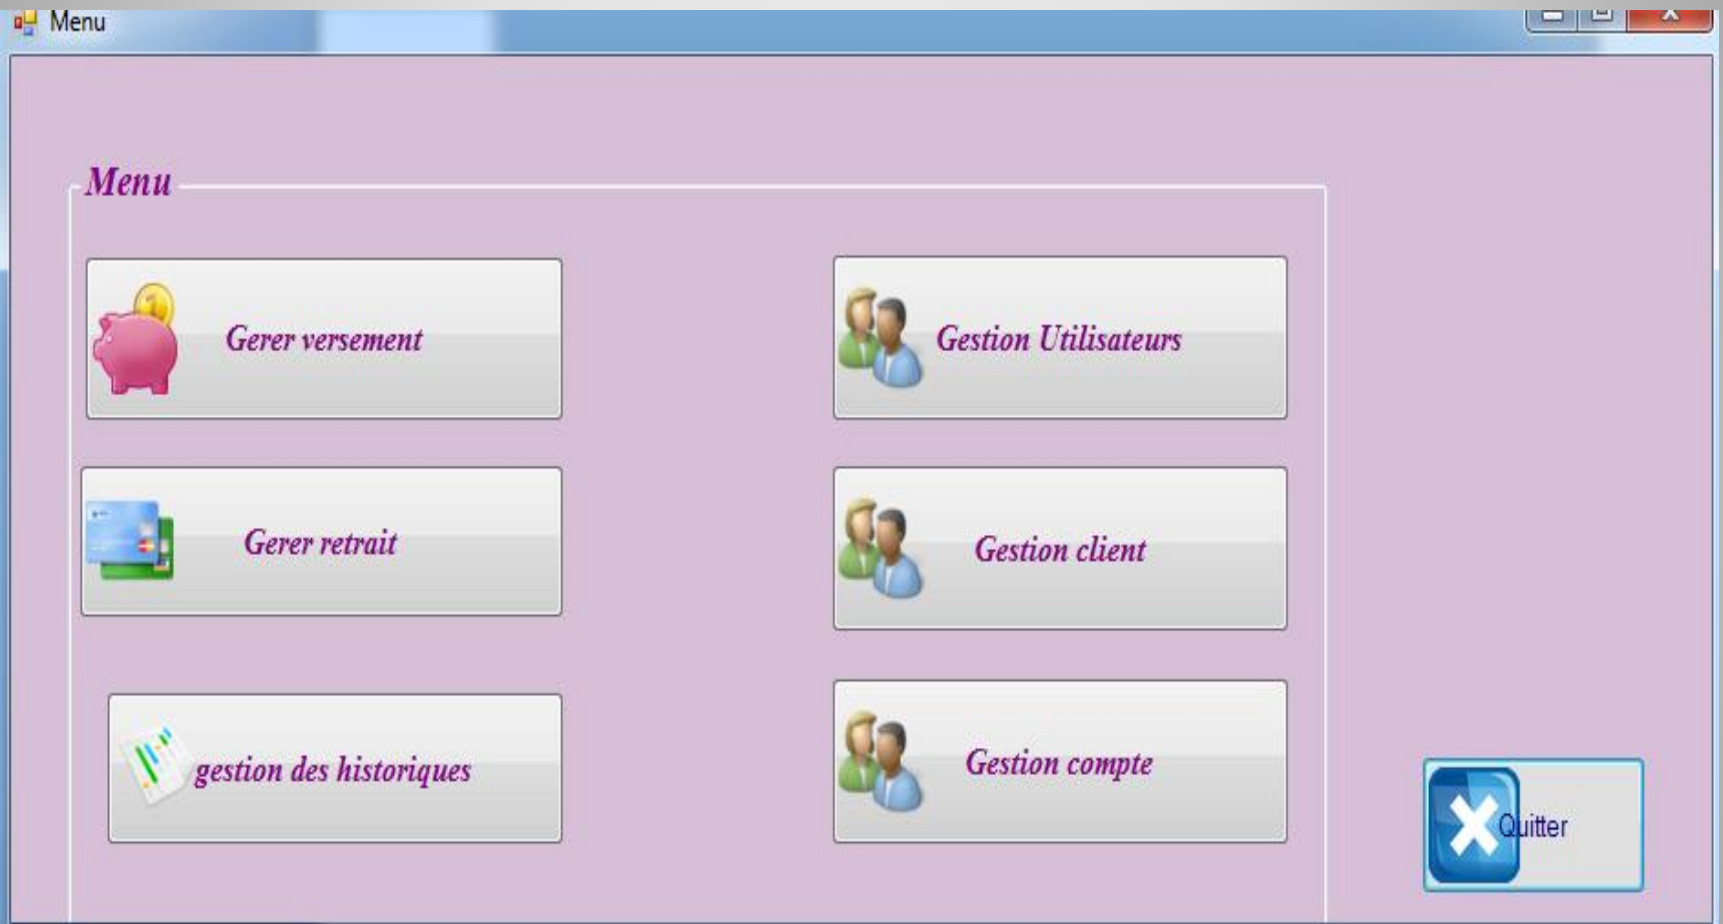 Menu
Menu
Gerer versement
Gestion Utilisateurs
Gerer retrait
Gestion client
gestion des historiques
Gestion compte
Quitter